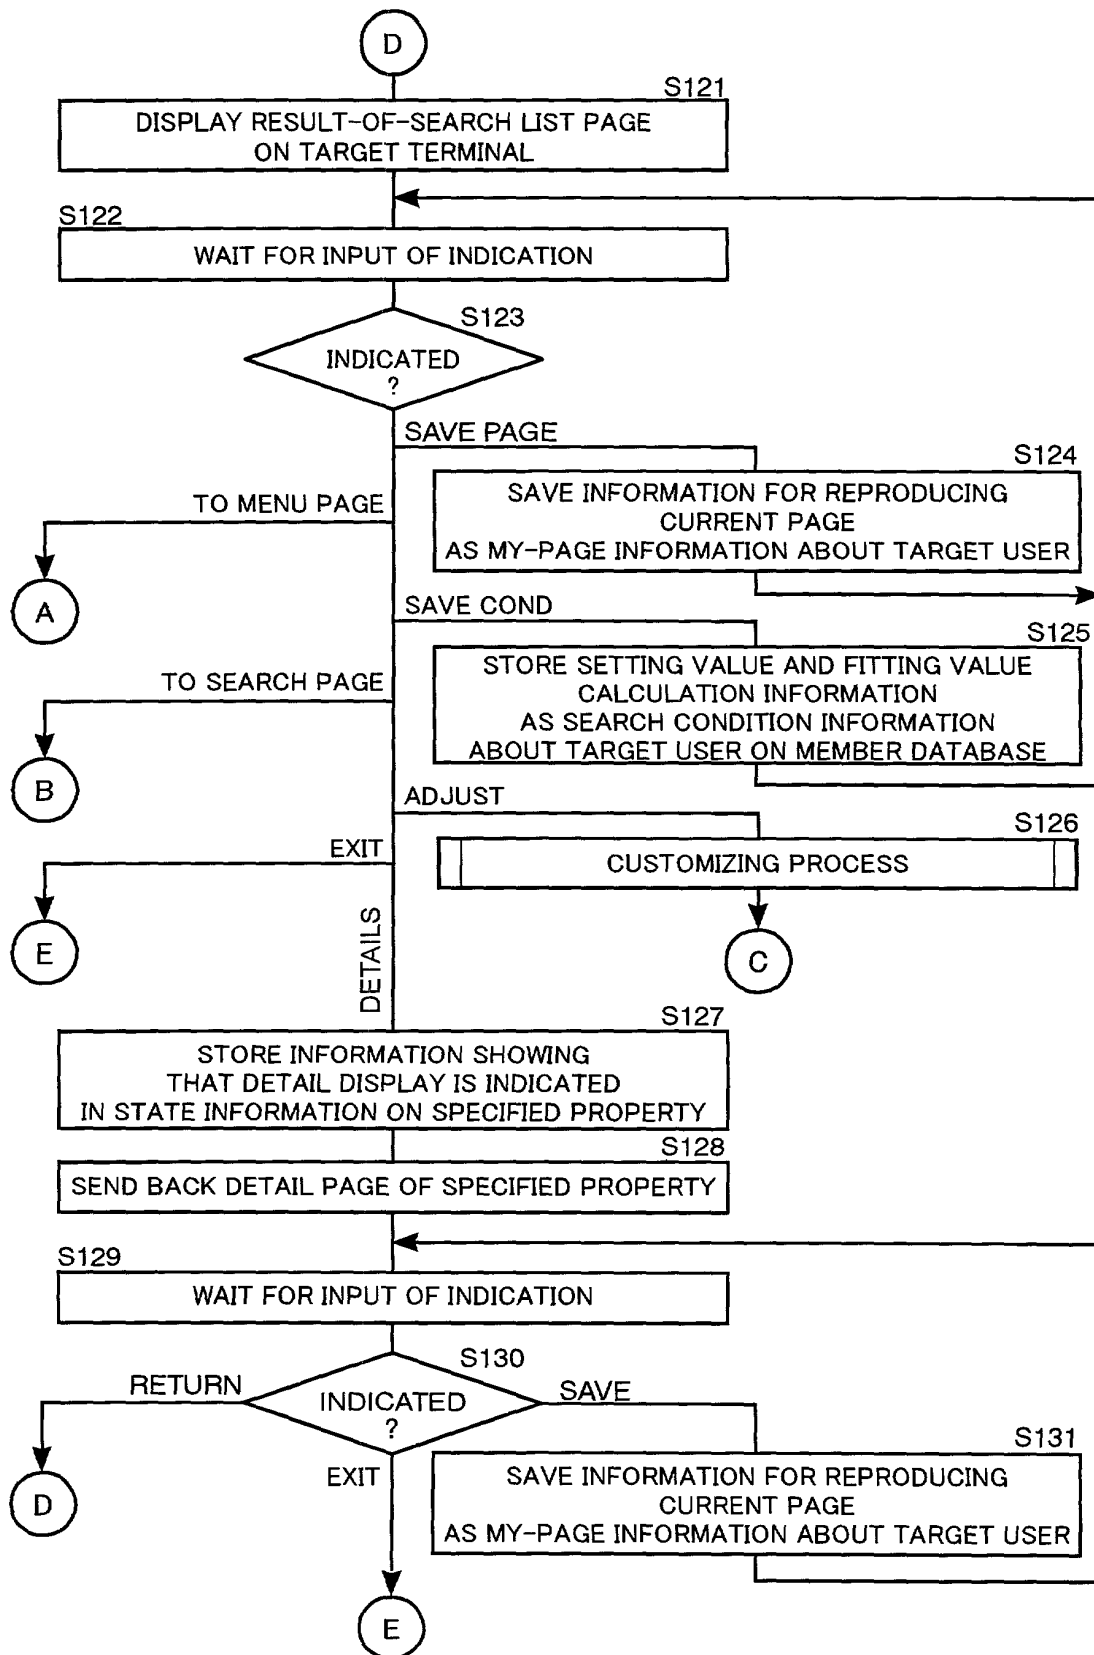 D
S121
DISPLAY RESULT-OF-SEARCH LIST PAGE
ON TARGET TERMINAL
S122
WAIT FOR INPUT OF INDICATION
S123
INDICATED
?
SAVE PAGE
S124
SAVE INFORMATION FOR REPRODUCING
CURRENT PAGE
AS MY-PAGE INFORMATION ABOUT TARGET USER
TO MENU PAGE
A
SAVE COND
S125
STORE SETTING VALUE AND FITTING VALUE
CALCULATION INFORMATION
AS SEARCH CONDITION INFORMATION
ABOUT TARGET USER ON MEMBER DATABASE
TO SEARCH PAGE
B
ADJUST
S126
CUSTOMIZING PROCESS
C
EXIT
E
DETAILS
S127
STORE INFORMATION SHOWING
THAT DETAIL DISPLAY IS INDICATED
IN STATE INFORMATION ON SPECIFIED PROPERTY
S128
SEND BACK DETAIL PAGE OF SPECIFIED PROPERTY
S129
WAIT FOR INPUT OF INDICATION
S130
INDICATED
?
RETURN
D
SAVE
S131
SAVE INFORMATION FOR REPRODUCING
CURRENT PAGE
AS MY-PAGE INFORMATION ABOUT TARGET USER
EXIT
E